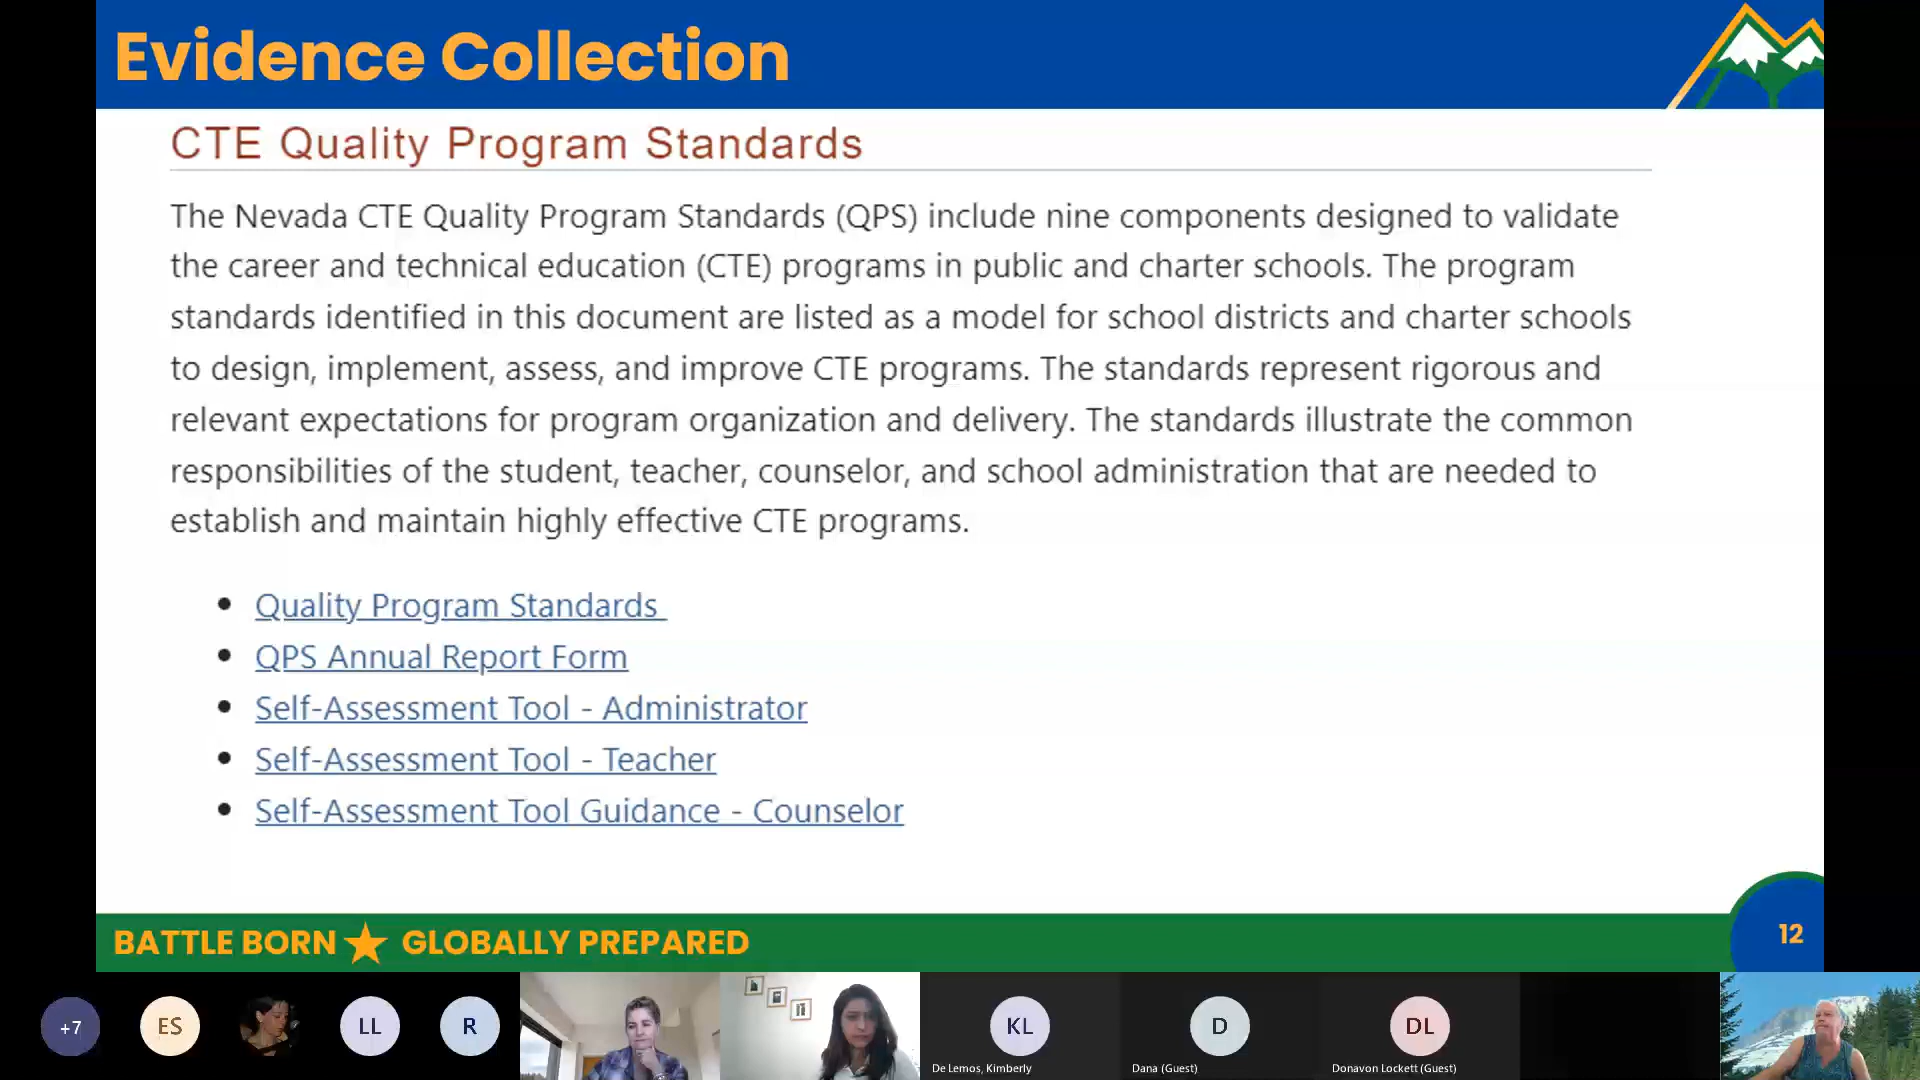 Evidence Collection
CTE Quality Program Standards
The Nevada CTE Quality Program Standards (QPS) include nine components designed to validate
the career and technical education (CTE) programs in public and charter schools. The program
standards identified in this document are listed as a model for school districts and charter schools
to design, implement, assess, and improve CTE programs. The standards represent rigorous and
relevant expectations for program organization and delivery. The standards illustrate the common
responsibilities of the student, teacher, counselor, and school administration that are needed to
establish and maintain highly effective CTE programs.
• Quality Program Standards
• QPS Annual Report Form
• Self-Assessment Tool - Administrator
• Self-Assessment Tool - Teacher
• Self-Assessment Tool Guidance - Counselor
BATTLE BORN ★ GLOBALLY PREPARED
12
+7
ES
LL
R
KL
De Lemos, Kimberly
D
Dana (Guest)
DL
Donavon Lockett (Guest)